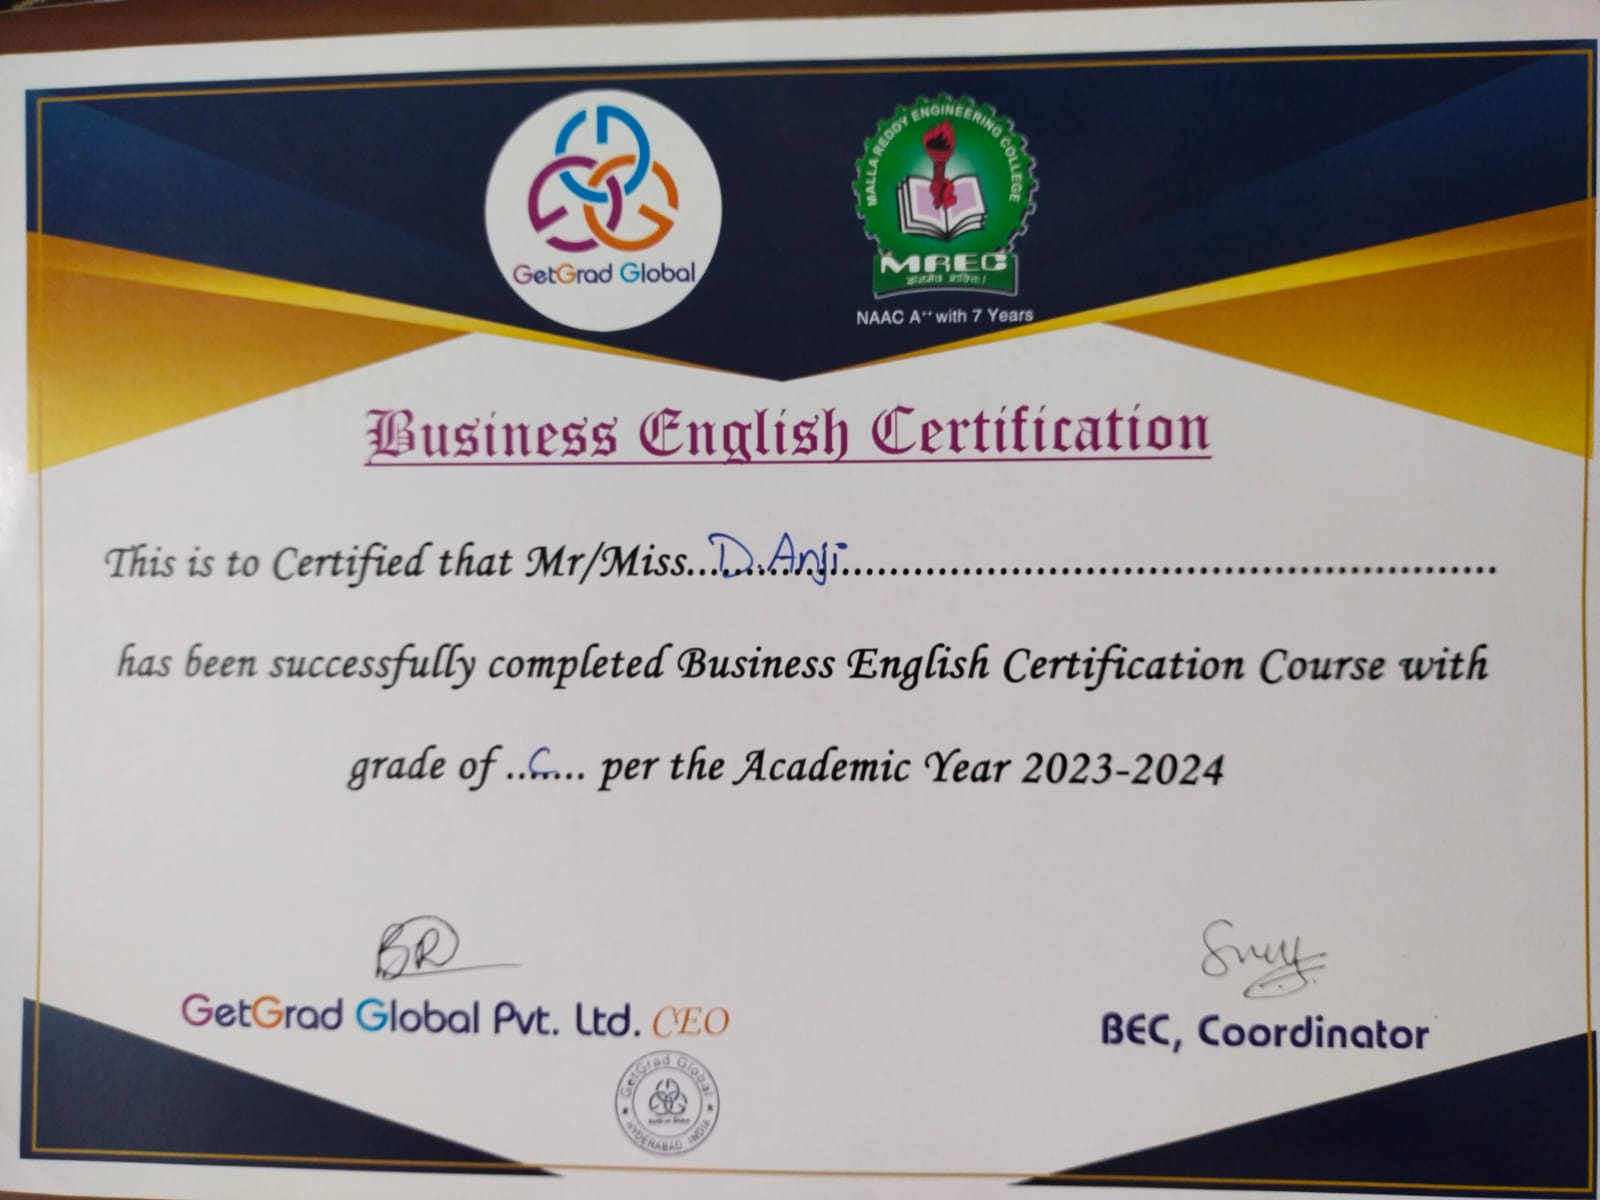 GetGrad Global
MALLA REDDY ENGINEERING COLLEGE
MREC
NAAC A++ with 7 Years
Business English Certification
This is to Certified that Mr/Miss...D.Anji................................................................
has been successfully completed Business English Certification Course with
grade of ..C.... per the Academic Year 2023-2024
BR
GetGrad Global Pvt. Ltd. CEO
BEC, Coordinator
GetGrad Global
HYDERABAD INDIA